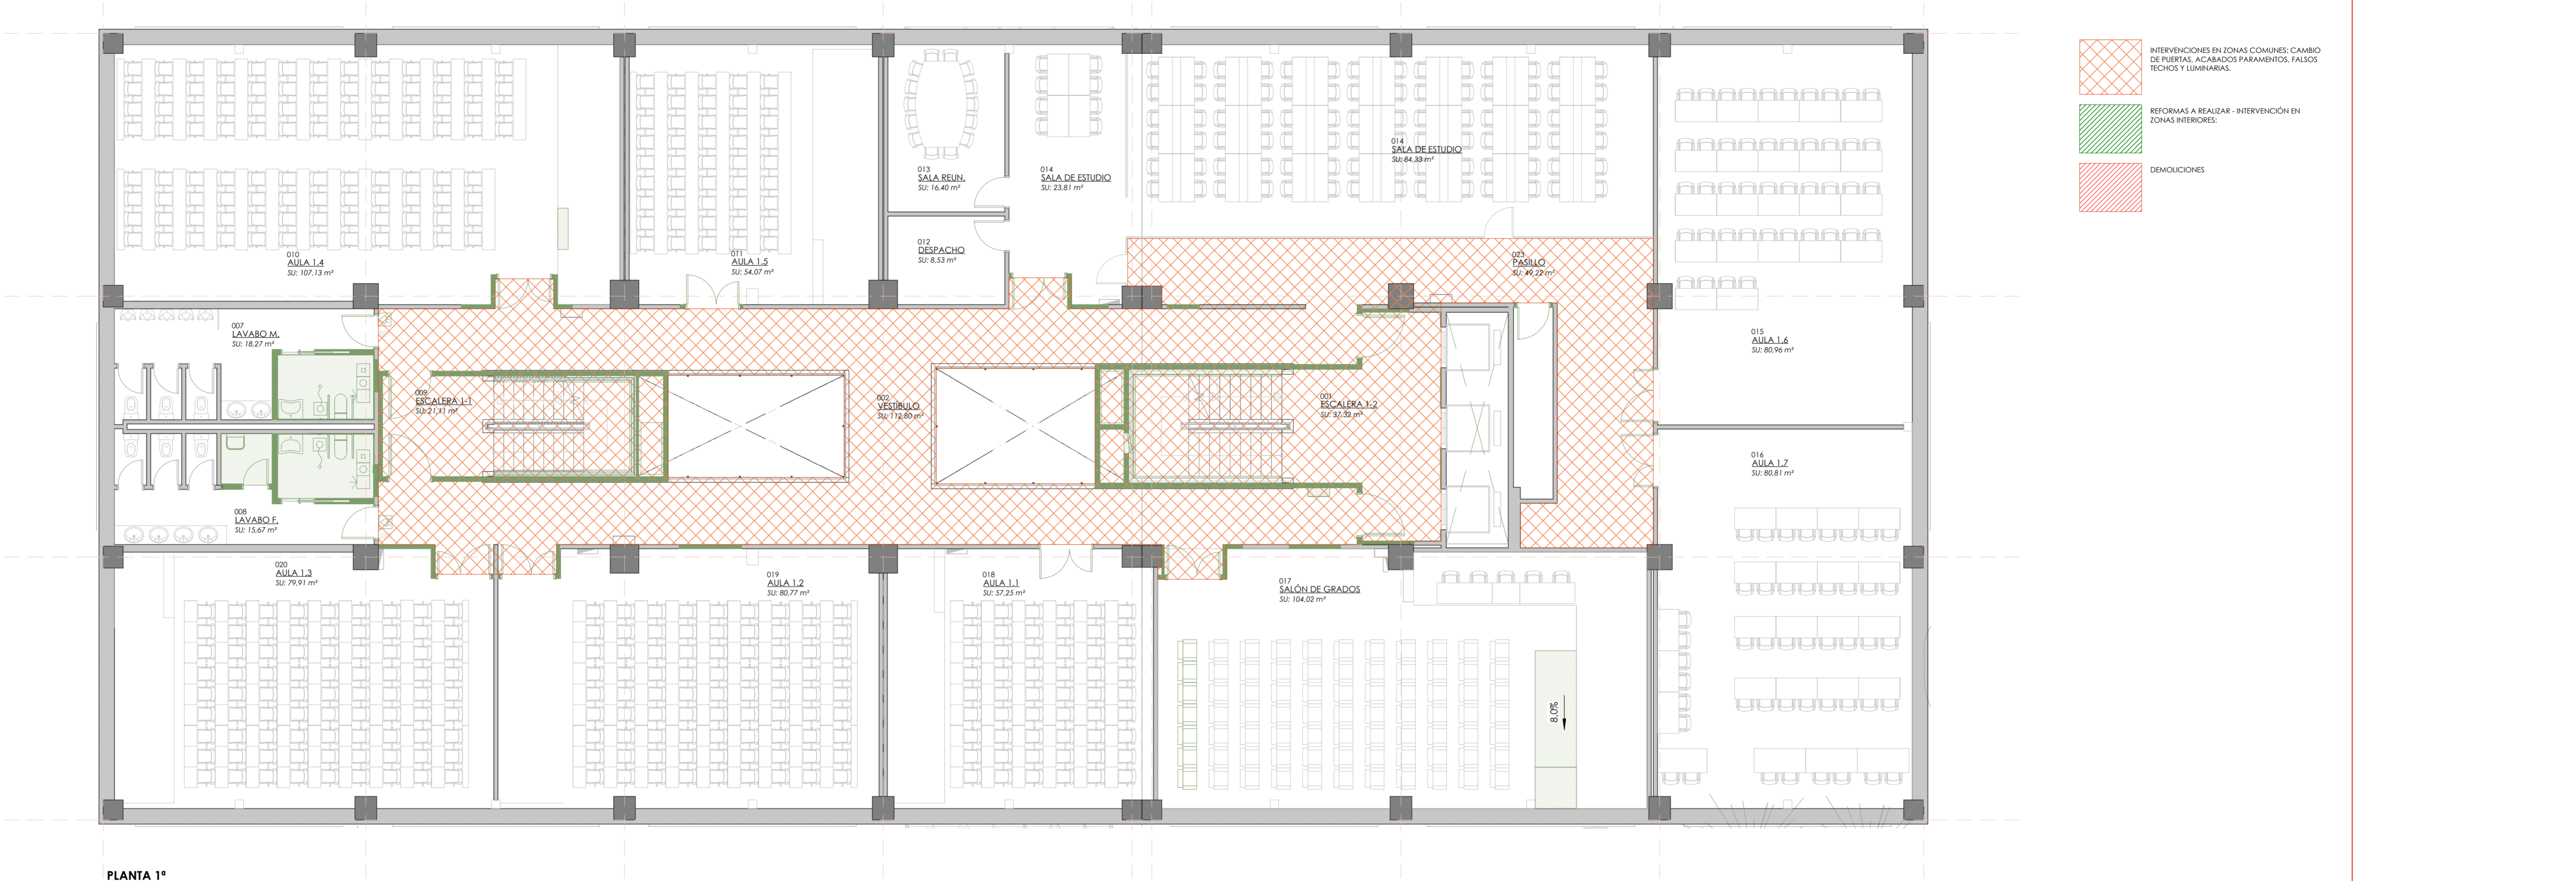 INTERVENCIONES EN ZONAS COMUNES: CAMBIO
DE PUERTAS, ACABADOS PARAMENTOS, FALSOS
TECHOS Y LUMINARIAS.
REFORMAS A REALIZAR - INTERVENCIÓN EN
ZONAS INTERIORES:
DEMOLICIONES
014
SALA DE ESTUDIO
SU: 84,33 m²
013
SALA REUN.
SU: 16,40 m²
014
SALA DE ESTUDIO
SU: 23,81 m²
012
DESPACHO
SU: 8,53 m²
010
AULA 1.4
SU: 107,13 m²
011
AULA 1.5
SU: 54,07 m²
023
PASILLO
SU: 49,22 m²
007
LAVABO M.
SU: 18,27 m²
015
AULA 1.6
SU: 80,96 m²
009
ESCALERA 1-1
SU: 21,11 m²
002
VESTÍBULO
SU: 112,80 m²
001
ESCALERA 1-2
SU: 37,32 m²
016
AULA 1.7
SU: 80,81 m²
008
LAVABO F.
SU: 15,67 m²
020
AULA 1.3
SU: 79,91 m²
019
AULA 1.2
SU: 80,77 m²
018
AULA 1.1
SU: 57,25 m²
017
SALÓN DE GRADOS
SU: 104,02 m²
8.0%
PLANTA 1ª